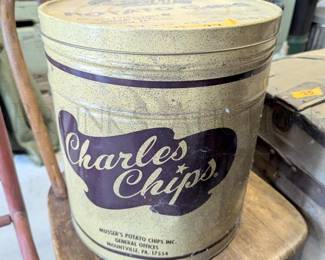 Charles
Chips
MUSSER'S POTATO CHIPS INC.
GENERAL OFFICES
MOUNTVILLE, PA. 17554